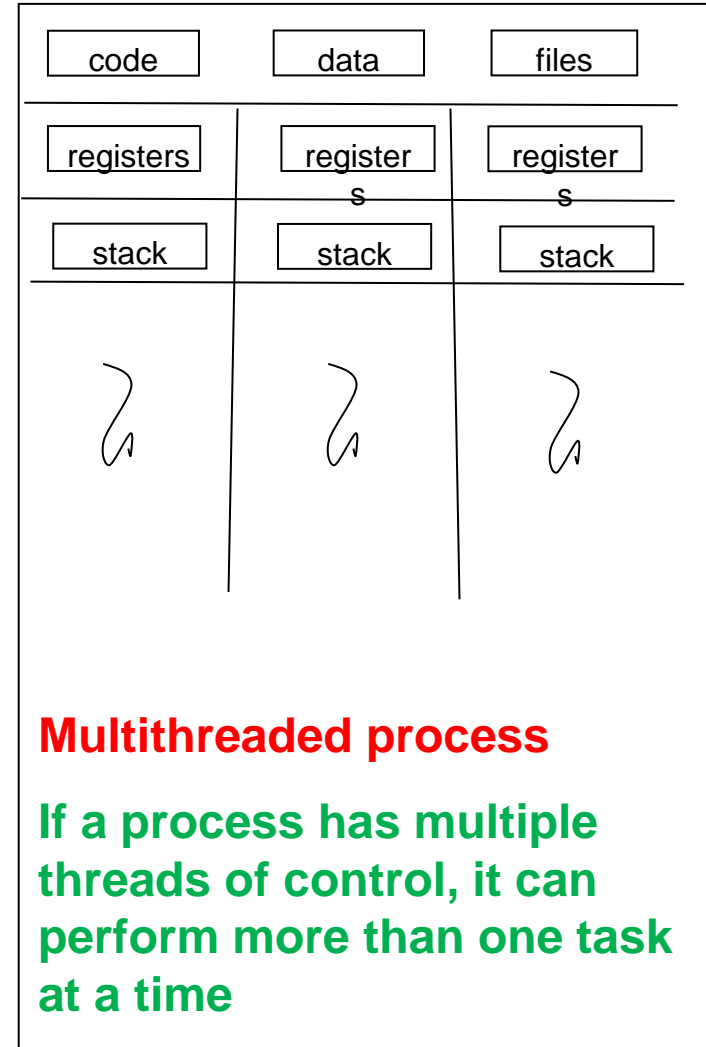 code data files
registers register register
s s
stack stack stack
Multithreaded process
If a process has multiple
threads of control, it can
perform more than one task
at a time